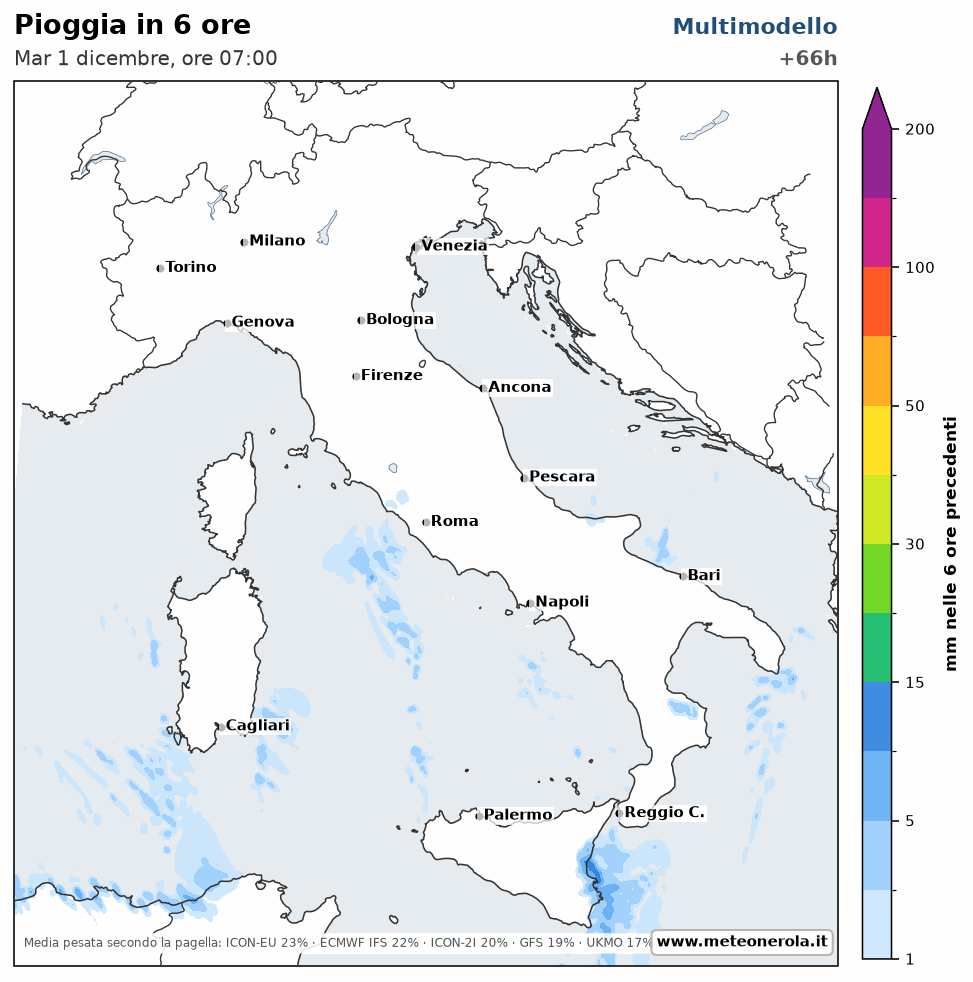 Pioggia in 6 ore
Multimodello
Mar 1 dicembre, ore 07:00
+66h
200
100
50
30
15
5
1
mm nelle 6 ore precedenti
Milano
Venezia
Torino
Genova
Bologna
Firenze
Ancona
Pescara
Roma
Bari
Napoli
Cagliari
Palermo
Reggio C.
Media pesata secondo la pagella: ICON-EU 23% · ECMWF IFS 22% · ICON-2I 20% · GFS 19% · UKMO 17%
www.meteonerola.it